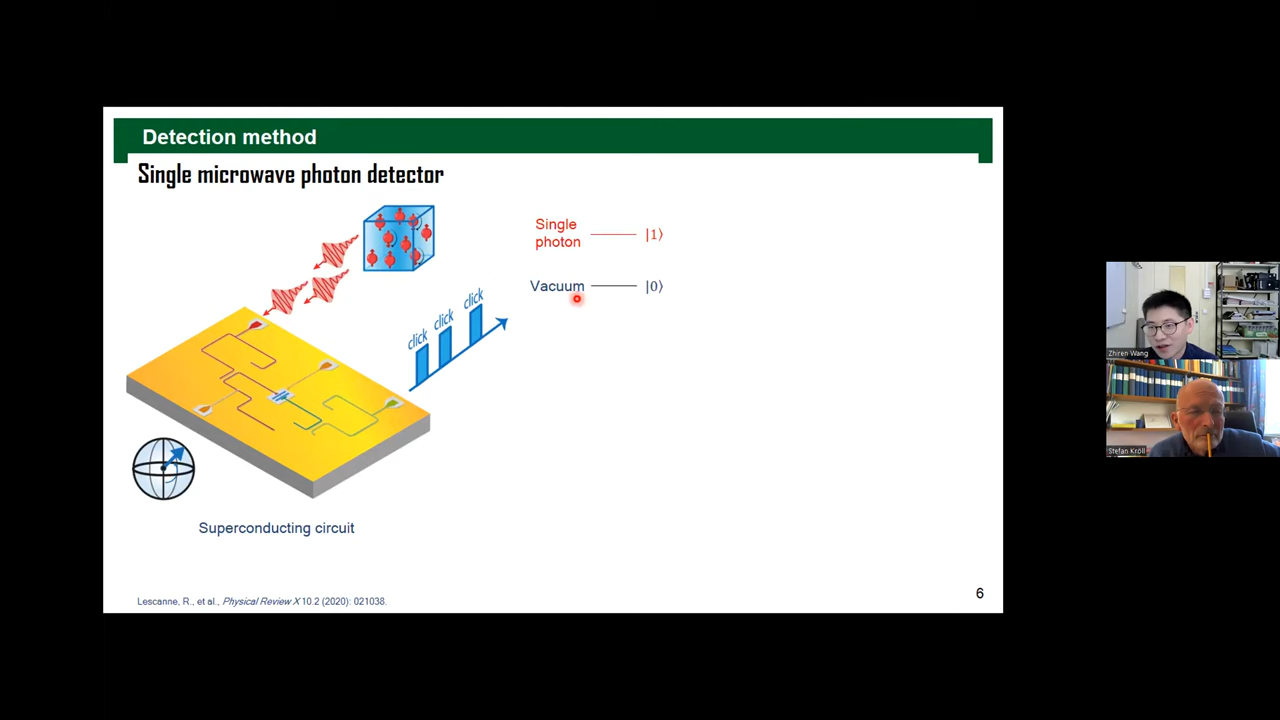 Detection method
Single microwave photon detector
Single
photon
|1⟩
Vacuum
|0⟩
click
click
click
Superconducting circuit
Lescanne, R., et al., Physical Review X 10.2 (2020): 021038.
6
Zhiren Wang
Stefan Kröll